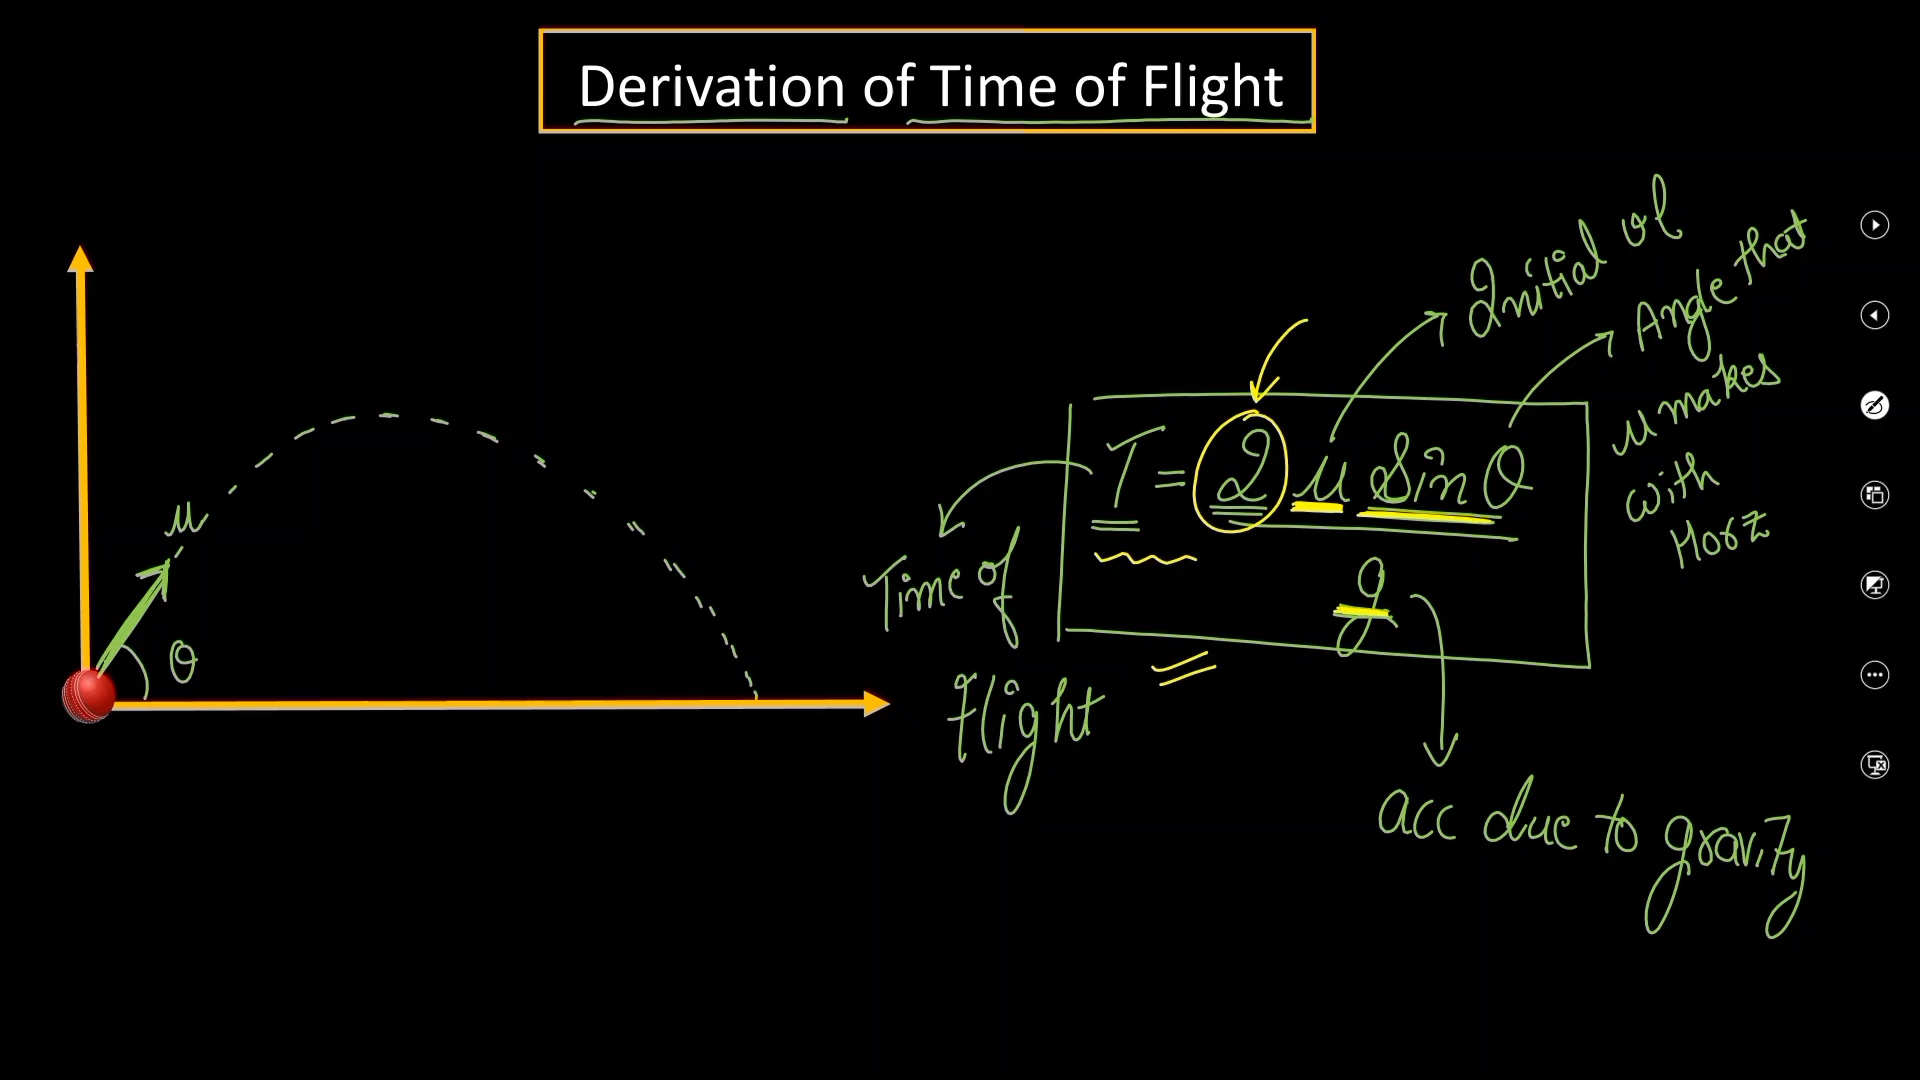 Derivation of Time of Flight
u
θ
T = 2 u Sin θ
g
Time of
flight
Initial vel
Angle that
u makes
with
Horz
acc due to gravity